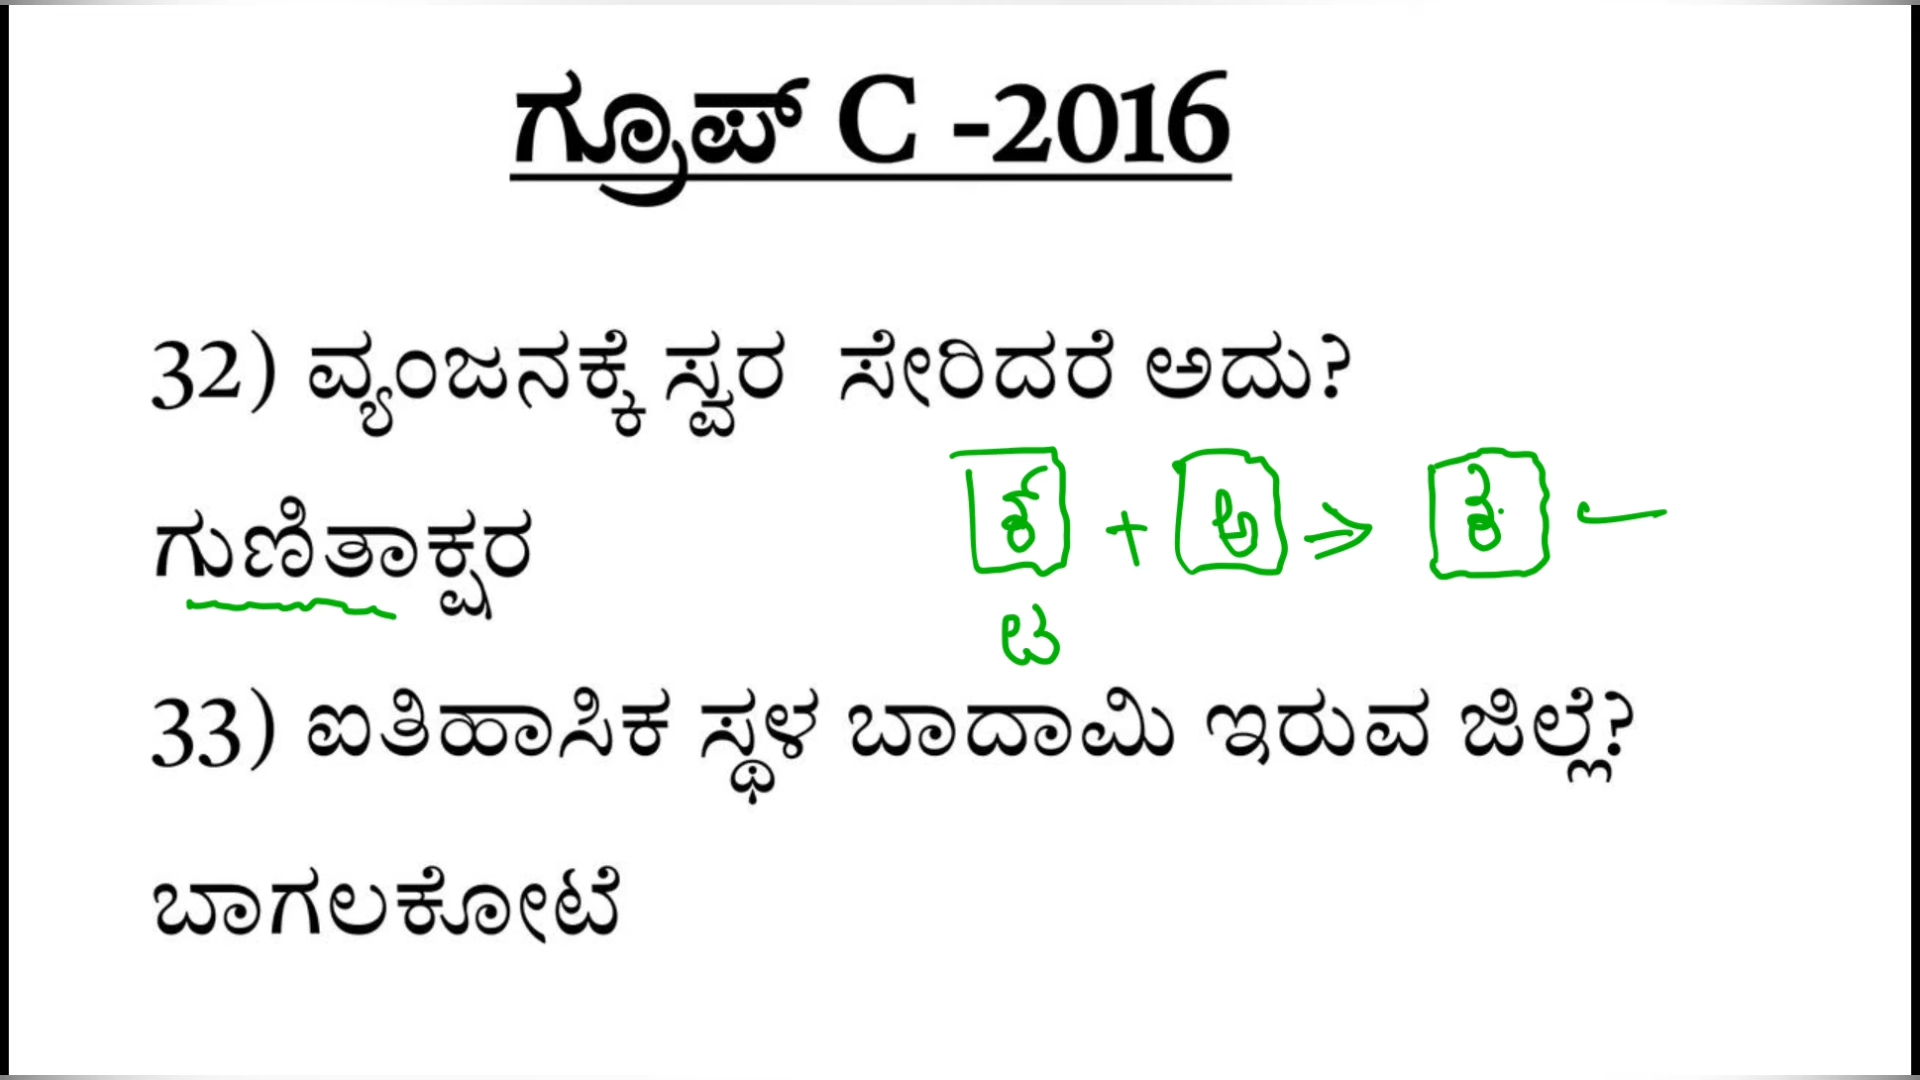 ಗ್ರೂಪ್ C -2016
32) ವ್ಯಂಜನಕ್ಕೆ ಸ್ವರ ಸೇರಿದರೆ ಅದು?
ಗುಣಿತಾಕ್ಷರ
ಕ್ + ಅ ⇒ ಕ
33) ಐತಿಹಾಸಿಕ ಸ್ಥಳ ಬಾದಾಮಿ ಇರುವ ಜಿಲ್ಲೆ?
ಬಾಗಲಕೋಟೆ